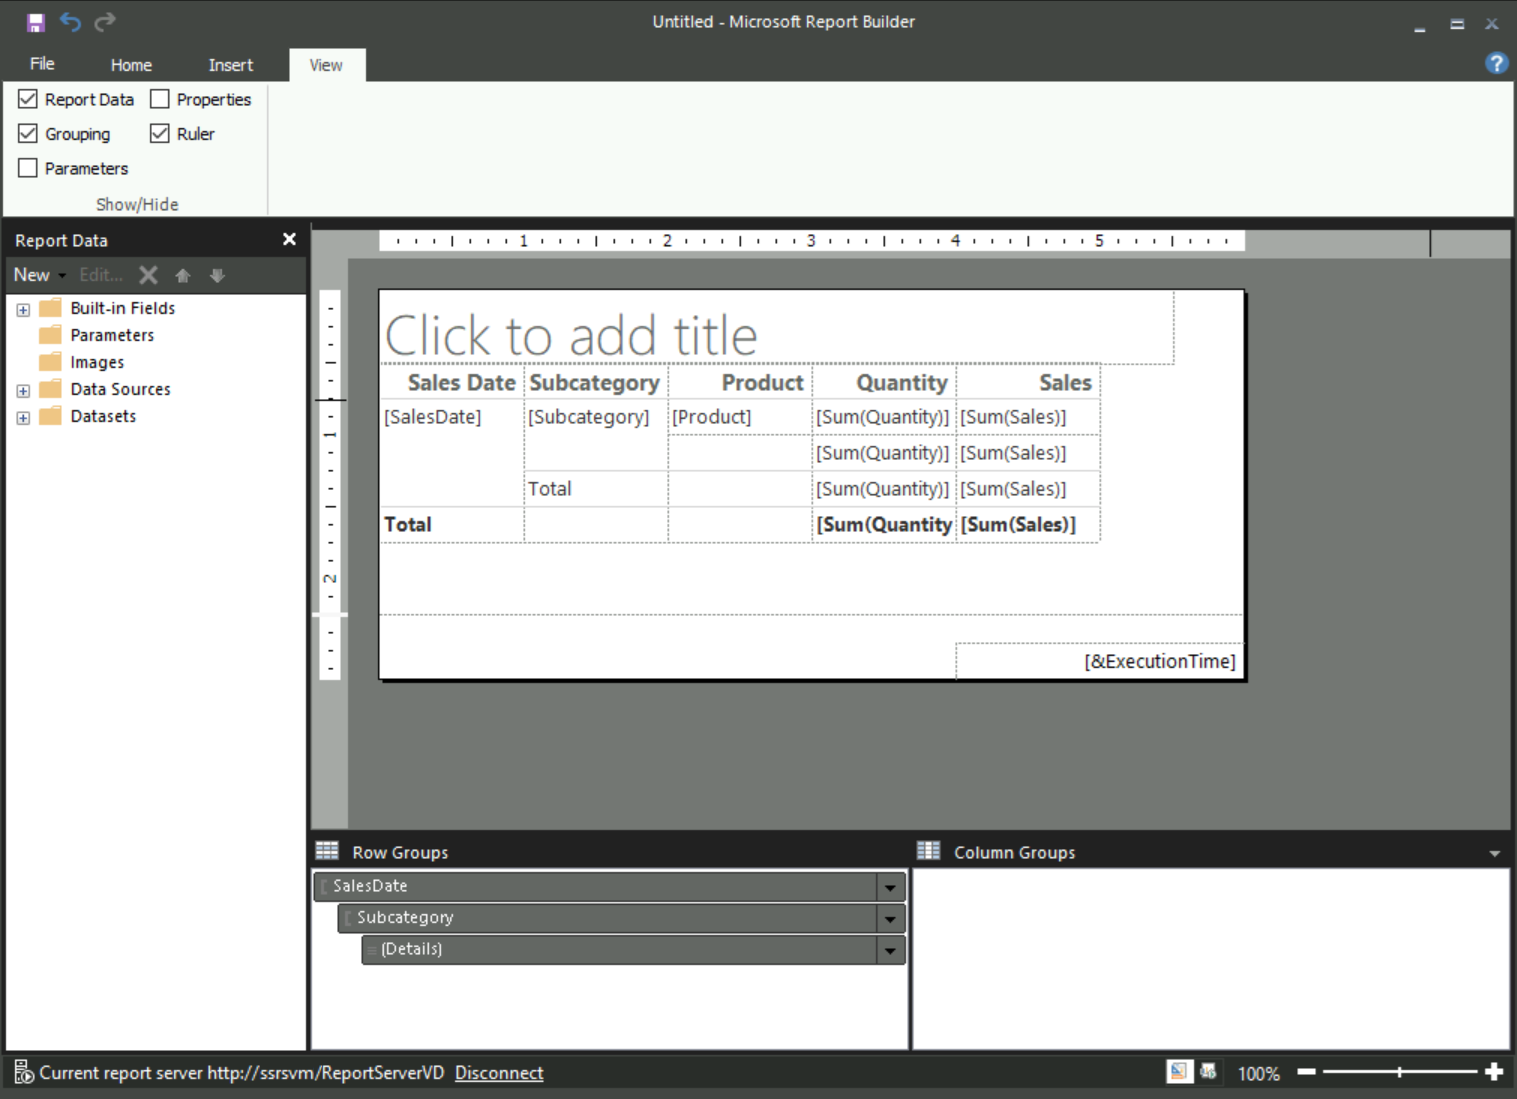 Untitled - Microsoft Report Builder
File Home Insert View
Report Data Properties
Grouping Ruler
Parameters
Show/Hide
Report Data
New Edit...
Built-in Fields
Parameters
Images
Data Sources
Datasets
1 2 3 4 5
1
2
Click to add title
Sales Date Subcategory Product Quantity Sales
[SalesDate] [Subcategory] [Product] [Sum(Quantity)] [Sum(Sales)]
[Sum(Quantity)] [Sum(Sales)]
Total [Sum(Quantity)] [Sum(Sales)]
Total [Sum(Quantity [Sum(Sales)]
[&ExecutionTime]
Row Groups
SalesDate
Subcategory
(Details)
Column Groups
Current report server http://ssrsvm/ReportServerVD Disconnect
100%